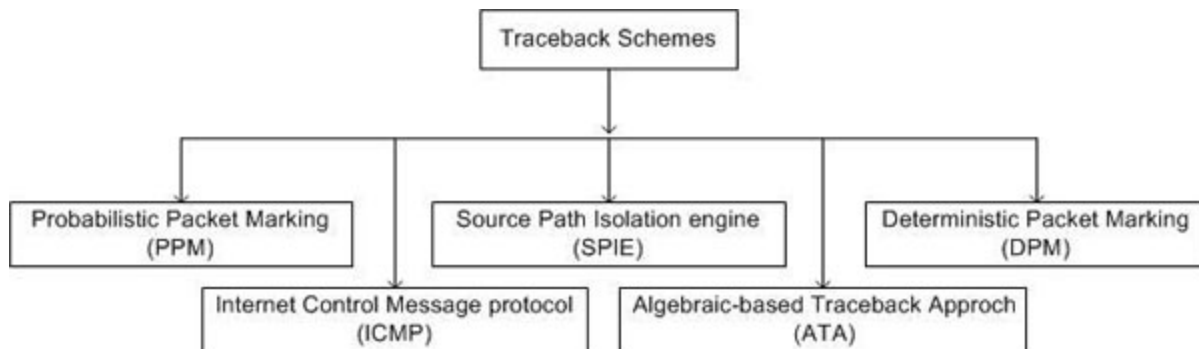 Traceback Schemes
Probabilistic Packet Marking
(PPM)
Source Path Isolation engine
(SPIE)
Deterministic Packet Marking
(DPM)
Internet Control Message protocol
(ICMP)
Algebraic-based Traceback Approch
(ATA)